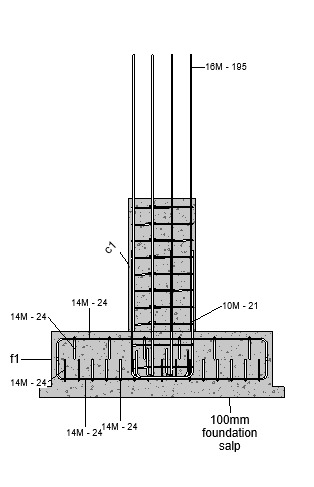 16M - 195
c1
10M - 21
14M - 24
14M - 24
f1
14M - 24
14M - 24
14M - 24
100mm
foundation
salp